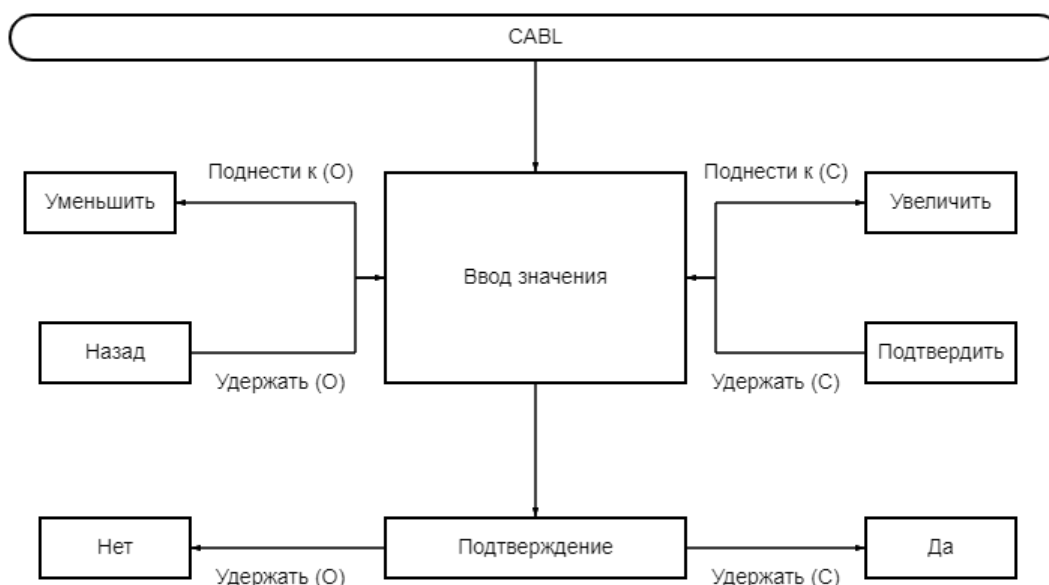 CABL
Поднести к (О)
Поднести к (С)
Уменьшить
Увеличить
Ввод значения
Назад
Подтвердить
Удержать (О)
Удержать (С)
Нет
Подтверждение
Да
Удержать (О)
Удержать (С)